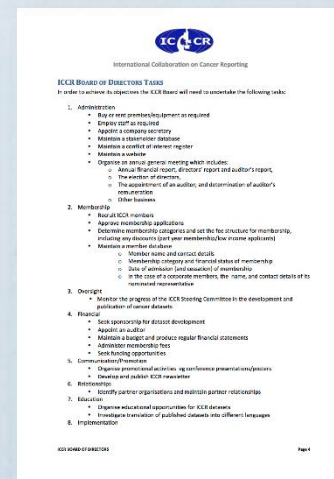 ICCR
International Collaboration on Cancer Reporting
ICCR BOARD OF DIRECTORS TASKS
In order to achieve its objectives the ICCR Board will need to undertake the following tasks:
1. Administration
• Buy or rent premises/equipment as required
• Employ staff as required
• Appoint a company secretary
• Maintain a stakeholder database
• Maintain a conflict of interest register
• Maintain a website
• Organise an annual general meeting which includes:
o Annual financial report, directors' report and auditor's report,
o The election of directors,
o The appointment of an auditor, and determination of auditor's
remuneration
o Other business
2. Membership
• Recruit ICCR members
• Approve membership applications
• Determine membership categories and set the fee structure for membership,
including any discounts (part year membership/low income applicants)
• Maintain a member database
o Member name and contact details
o Membership category and financial status of membership
o Date of admission (and cessation) of membership
o In the case of a corporate members, the name, and contact details of its
nominated representative
3. Oversight
• Monitor the progress of the ICCR Steering Committee in the development and
publication of cancer datasets
4. Financial
• Seek sponsorship for dataset development
• Appoint an auditor
• Maintain a budget and produce regular financial statements
• Administer membership fees
• Seek funding opportunities
5. Communication/Promotion
• Organise promotional activities eg conference presentations/posters
• Develop and publish ICCR newsletter
6. Relationships
• Identify partner organisations and maintain partner relationships
7. Education
• Organise educational opportunities for ICCR datasets
• Investigate translation of published datasets into different languages
8. Implementation
ICCR BOARD OF DIRECTORS Page 4